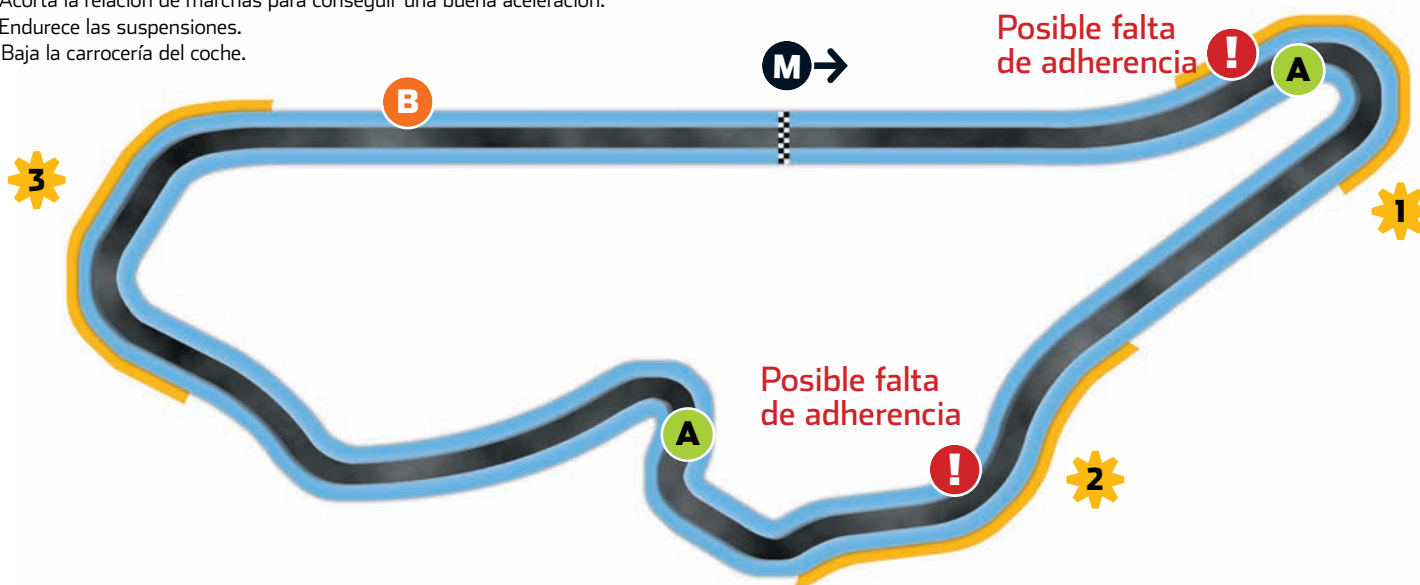 Acorta la relación de marchas para conseguir una buena aceleración.
Endurece las suspensiones.
Baja la carrocería del coche.
Posible falta
de adherencia
!
A
M
B
3
1
Posible falta
de adherencia
!
A
2